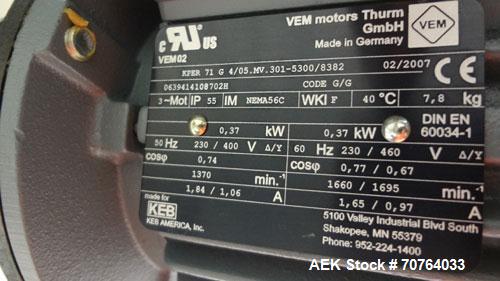 c RU US
VEM 02
VEM motors Thurm
GmbH
Made in Germany
VEM
KPER 71 G 4/05.MV.301-5300/8382 02/2007 CE
0639414108702H CODE G/G
3~Mot IP 55 IM NEMA56C WKl F 40 °C 7,8 kg
0,37 kW 0,37 kW DIN EN
60034-1
50 Hz 230 / 400 V Δ/Y 60 Hz 230 / 460 V Δ/Y
cosφ 0,74 cosφ 0,77 / 0,67
1370 min.-1 1660 / 1695 min.-1
1,84 / 1,06 A 1,65 / 0,97 A
made for
KEB
KEB AMERICA, Inc.
5100 Valley Industrial Blvd South
Shakopee, MN 55379
Phone: 952-224-1400
AEK Stock # 70764033